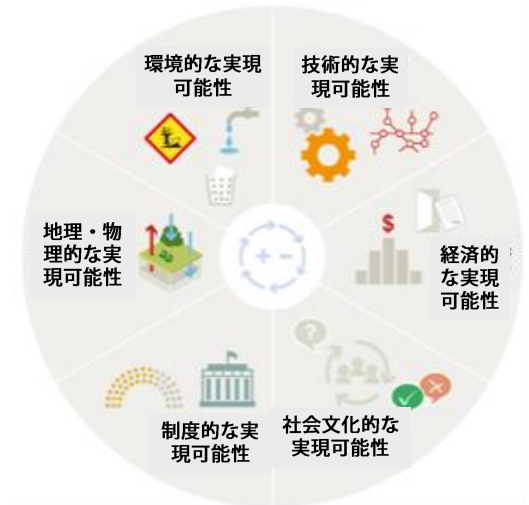 環境的な実現
可能性
技術的な実
現可能性
地理・物
理的な実
現可能性
$
経済的
な実現
可能性
?
制度的な実
現可能性
社会文化的な
実現可能性